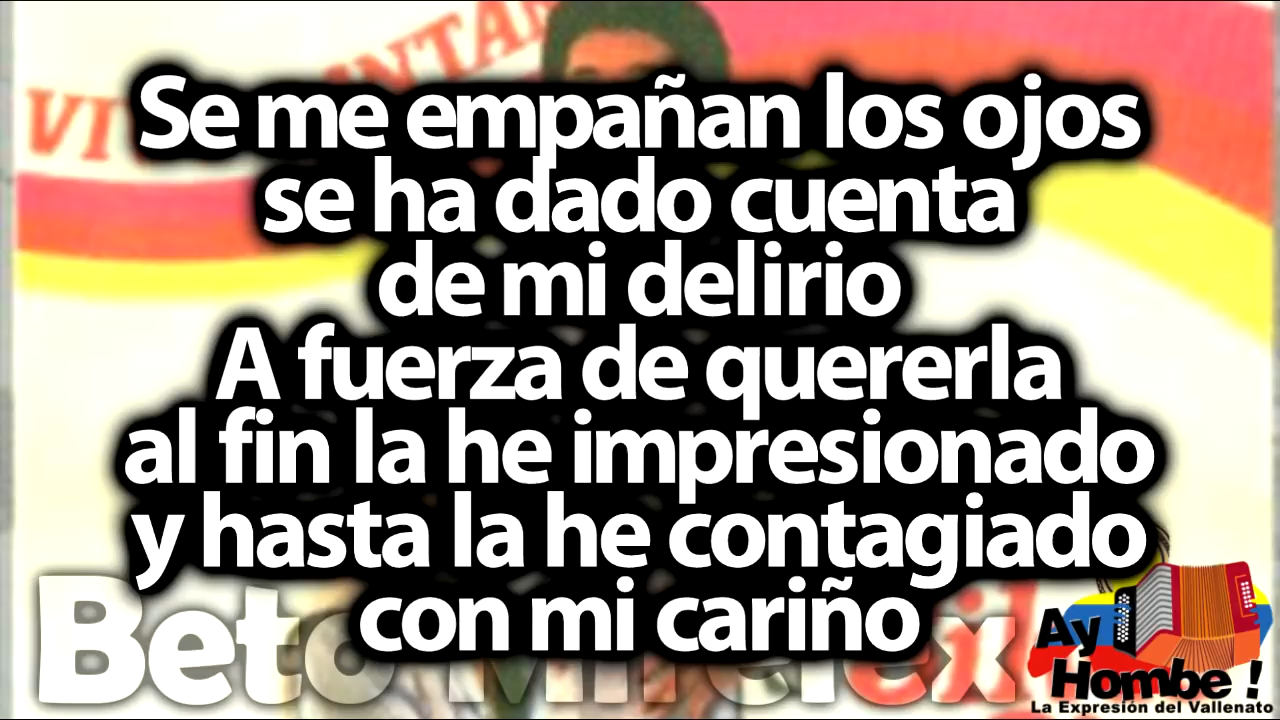 Se me empañan los ojos
se ha dado cuenta
de mi delirio
A fuerza de quererla
al fin la he impresionado
y hasta la he contagiado
con mi cariño
Ay
Hombe !
La Expresión del Vallenato